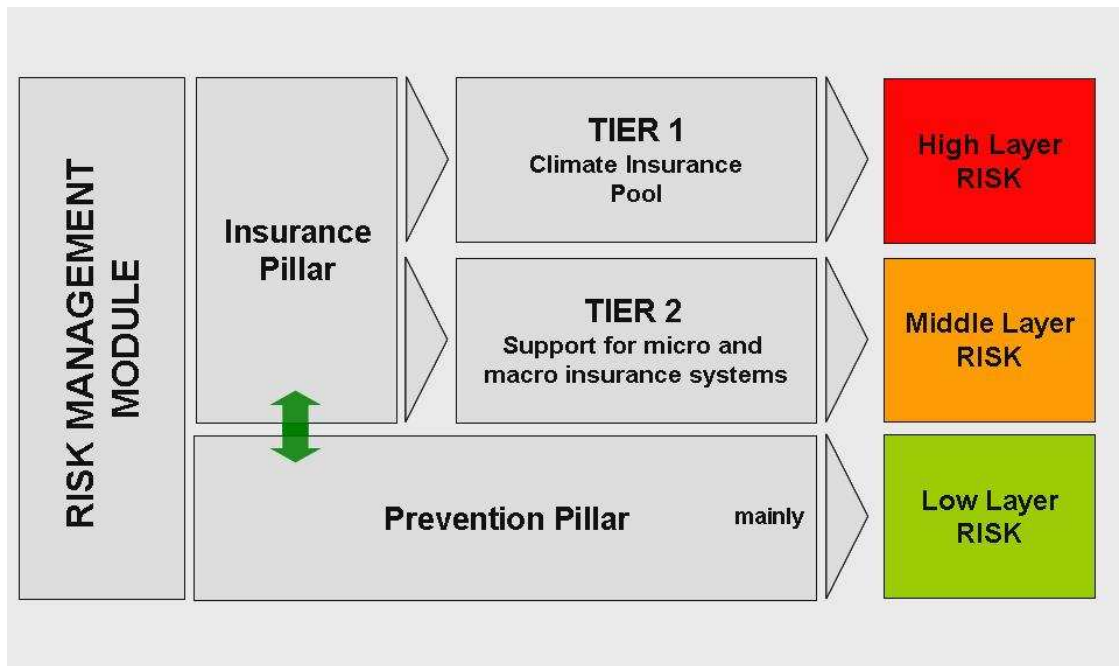 RISK MANAGEMENT
MODULE
Insurance
Pillar
TIER 1
Climate Insurance
Pool
High Layer
RISK
TIER 2
Support for micro and
macro insurance systems
Middle Layer
RISK
Prevention Pillar
mainly
Low Layer
RISK